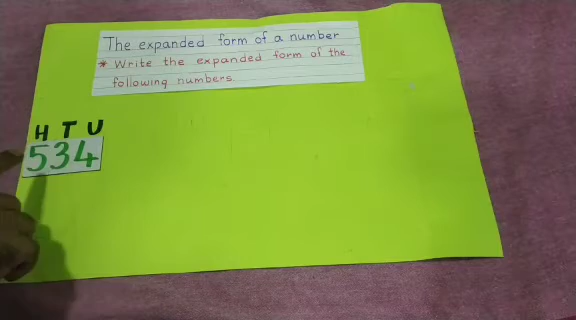 The expanded form of a number
* Write the expanded form of the
following numbers.
H T U
534